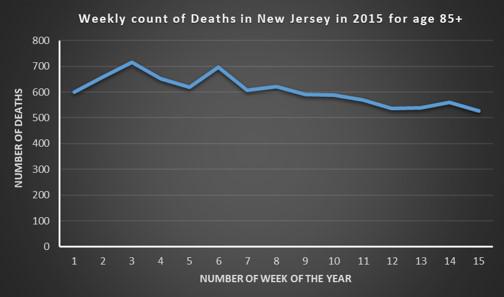 Weekly count of Deaths in New Jersey in 2015 for age 85+
800
700
600
500
400
300
200
100
0
NUMBER OF DEATHS
1 2 3 4 5 6 7 8 9 10 11 12 13 14 15
NUMBER OF WEEK OF THE YEAR